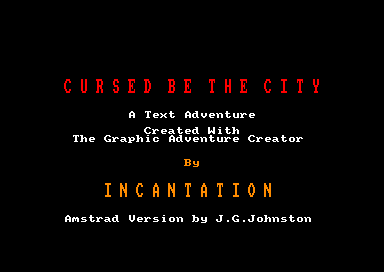 CURSED BE THE CITY
A Text Adventure
Created With
The Graphic Adventure Creator
By
INCANTATION
Amstrad Version by J.G.Johnston